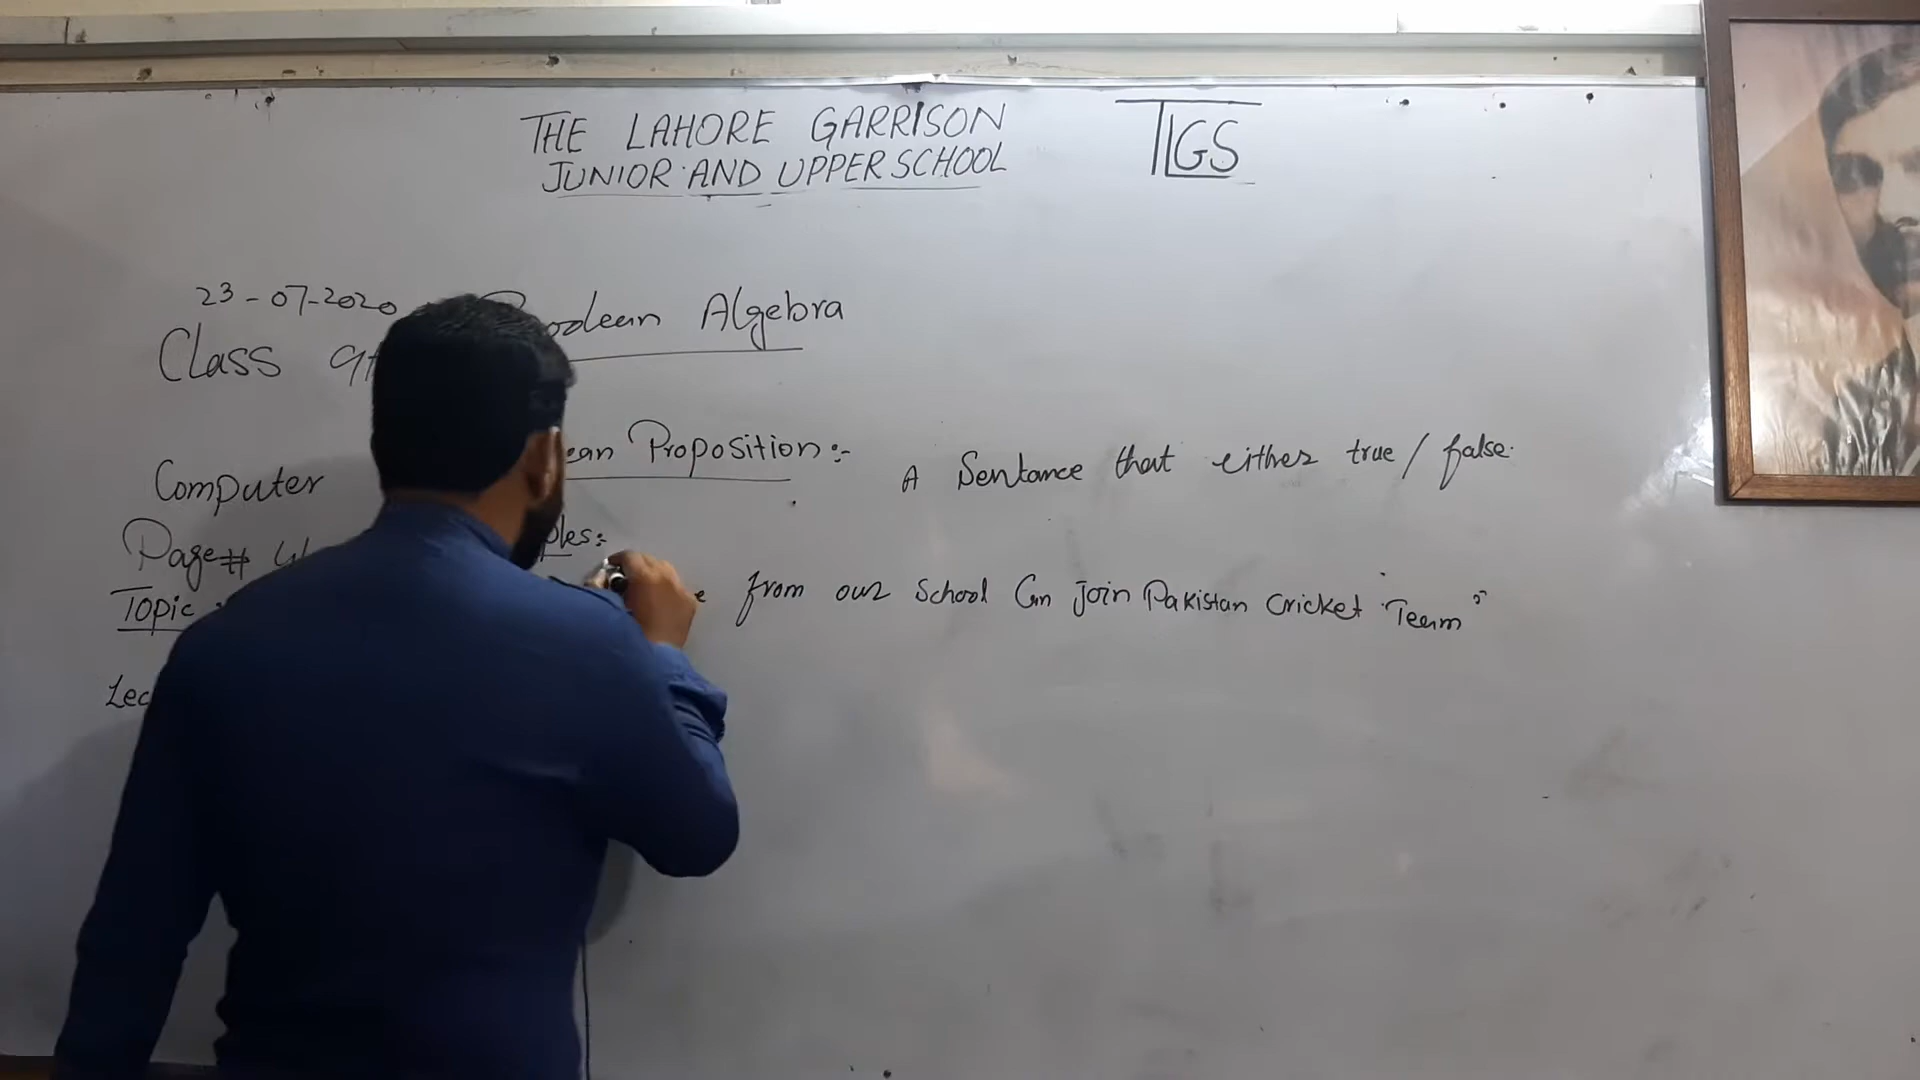 THE LAHORE GARRISON
JUNIOR AND UPPER SCHOOL
TLGS
23-07-2020
Class
Algebra
Computer
Proposition:-
A Sentance that either true / false.
Page#
Topic
from our School Can join Pakistan Cricket Team"